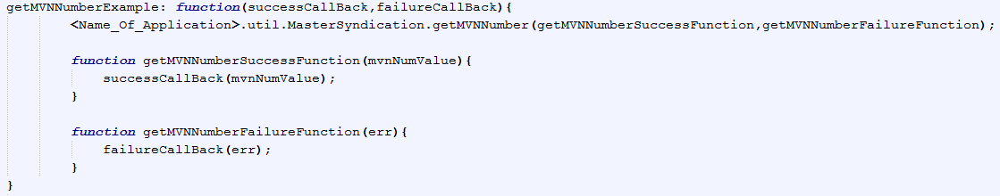 getMVNNumberExample: function(successCallBack,failureCallBack){
<Name_Of_Application>.util.MasterSyndication.getMVNNumber(getMVNNumberSuccessFunction,getMVNNumberFailureFunction);
function getMVNNumberSuccessFunction(mvnNumValue){
successCallBack(mvnNumValue);
}
function getMVNNumberFailureFunction(err){
failureCallBack(err);
}
}